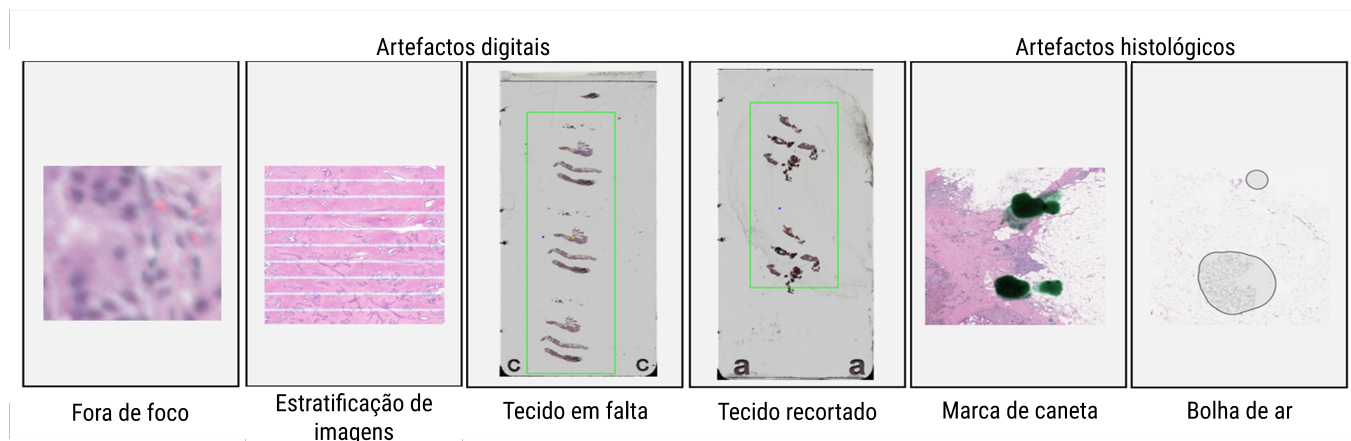 Artefactos digitais
Artefactos histológicos
c c
a a
Fora de foco
Estratificação de
imagens
Tecido em falta
Tecido recortado
Marca de caneta
Bolha de ar